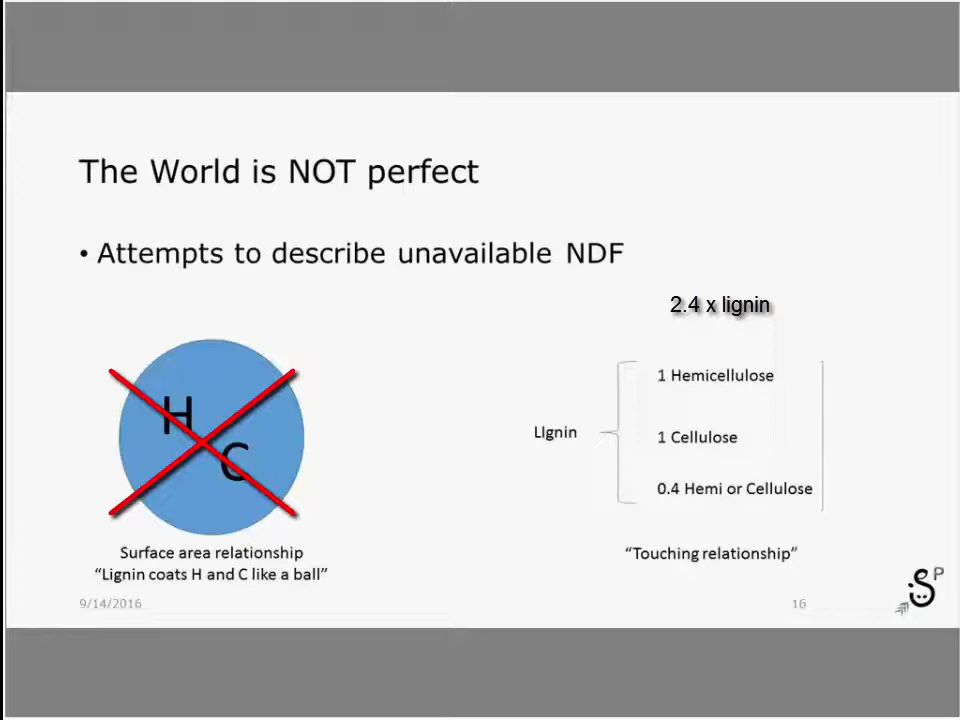 The World is NOT perfect
• Attempts to describe unavailable NDF
2.4 x lignin
H
C
LIgnin
1 Hemicellulose
1 Cellulose
0.4 Hemi or Cellulose
Surface area relationship
“Lignin coats H and C like a ball”
“Touching relationship”
9/14/2016
16
S P